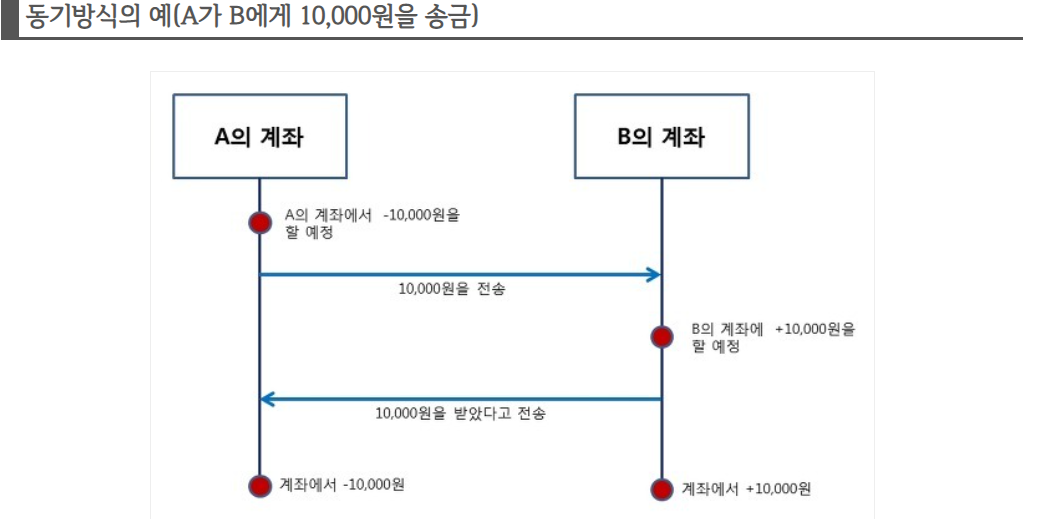 동기방식의 예(A가 B에게 10,000원을 송금)
A의 계좌
B의 계좌
A의 계좌에서 -10,000원을
할 예정
10,000원을 전송
B의 계좌에 +10,000원을
할 예정
10,000원을 받았다고 전송
계좌에서 -10,000원
계좌에서 +10,000원